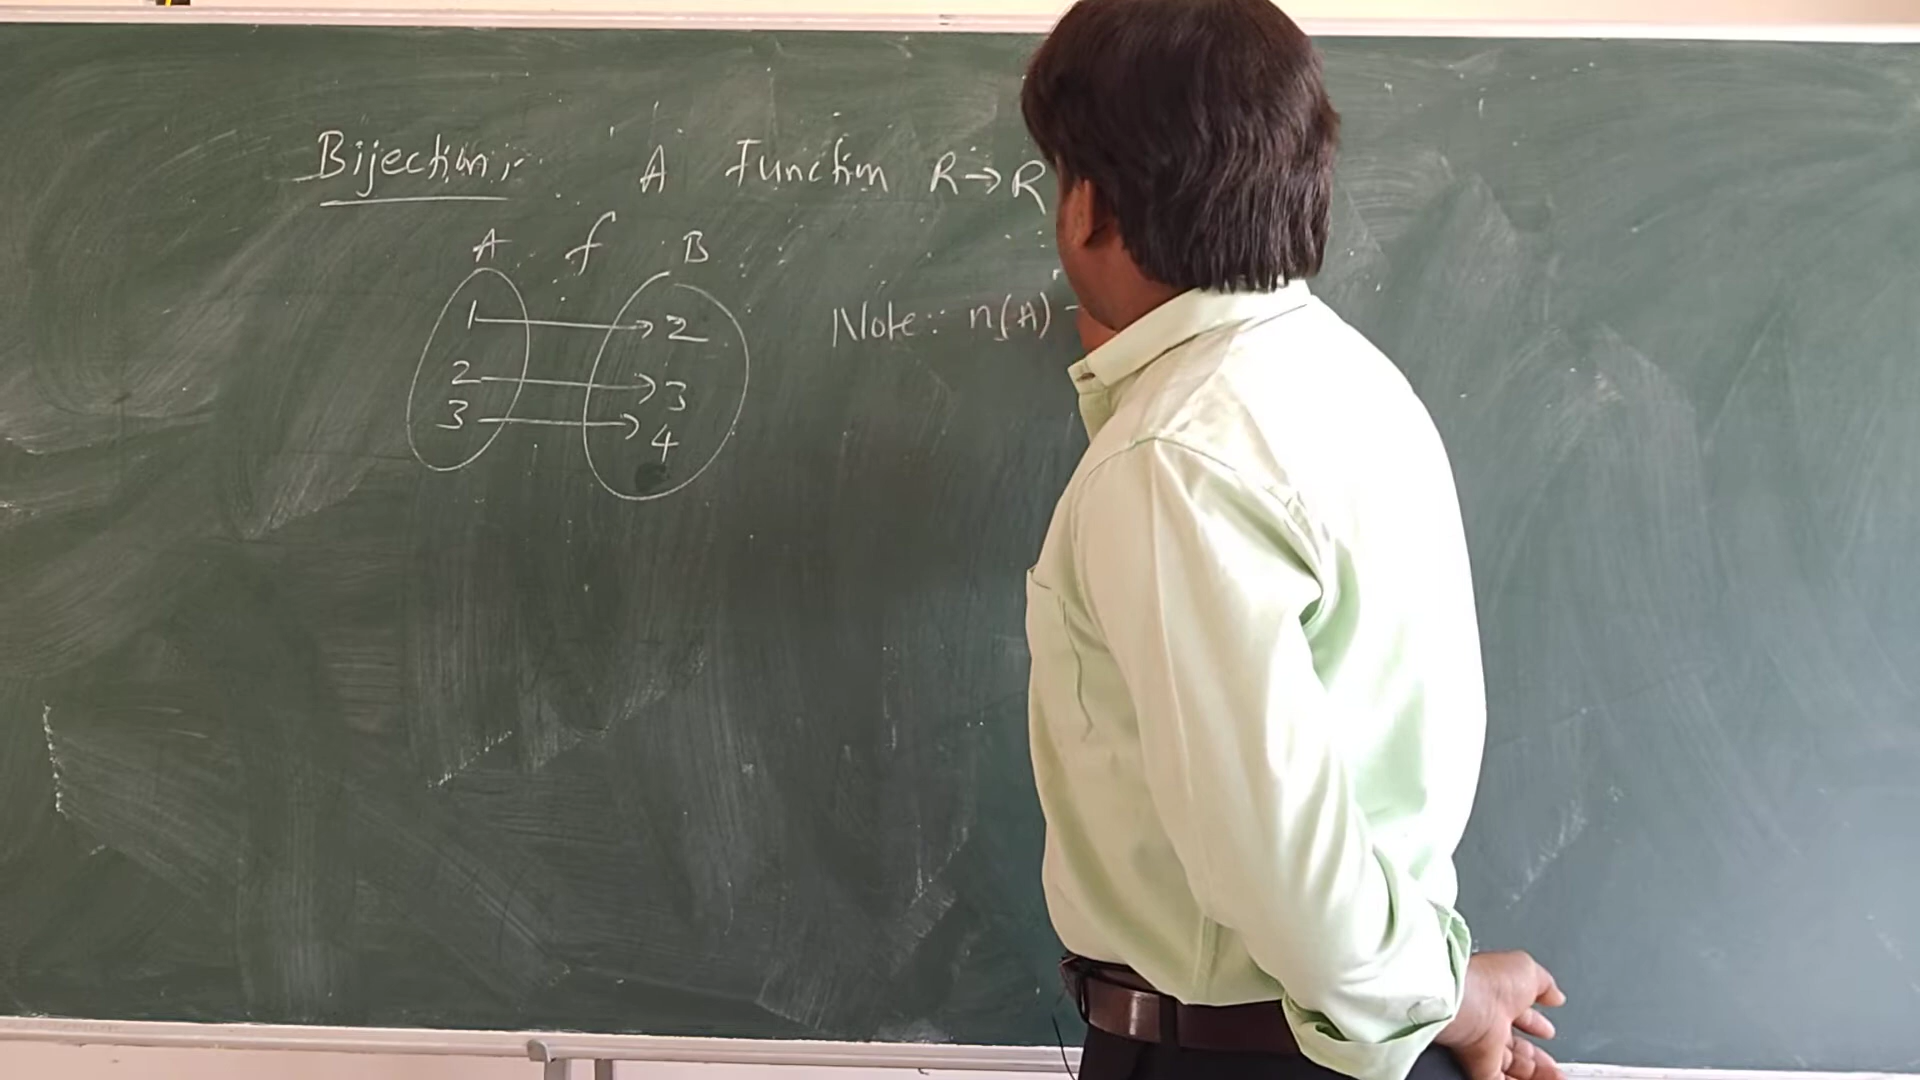 Bijection:- A Function R→R
A f B
1 → 2
2 → 3
3 → 4
Note: n(A)